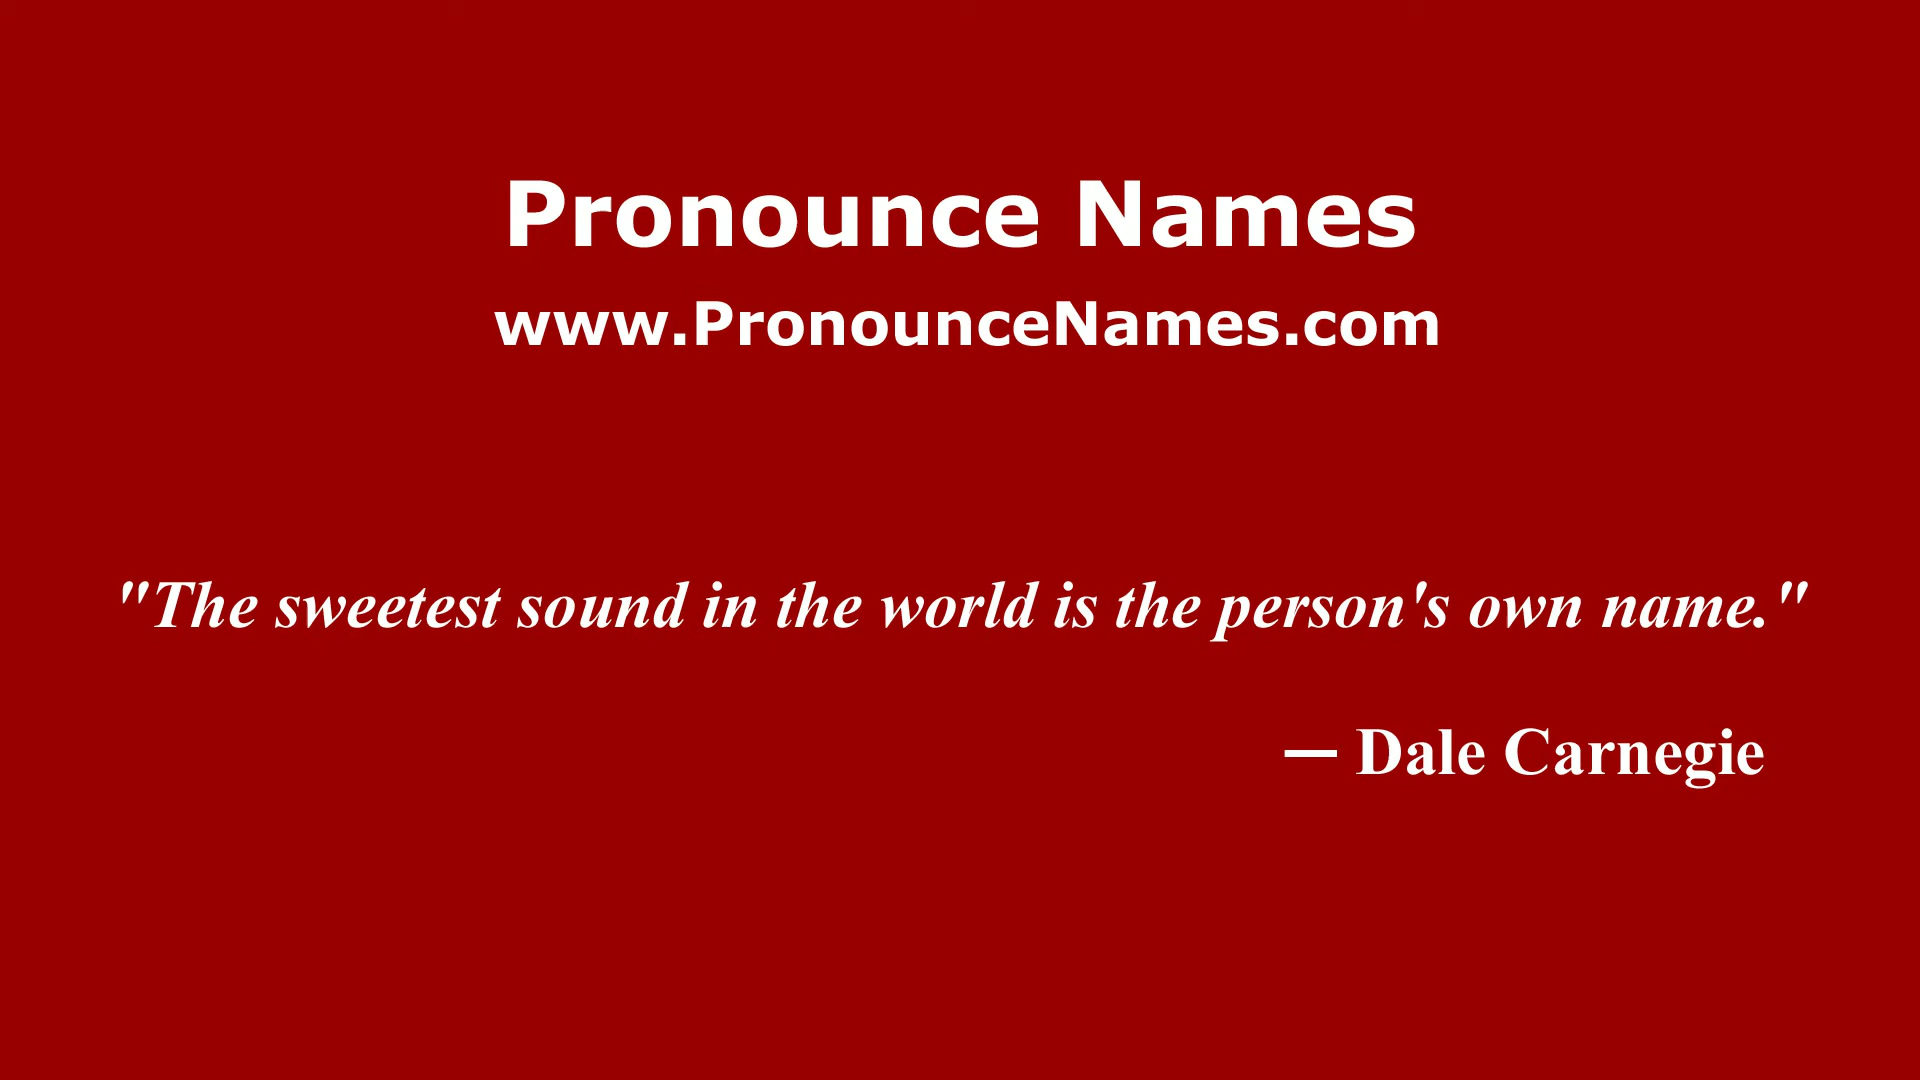 Pronounce Names
www.PronounceNames.com
"The sweetest sound in the world is the person's own name."
— Dale Carnegie